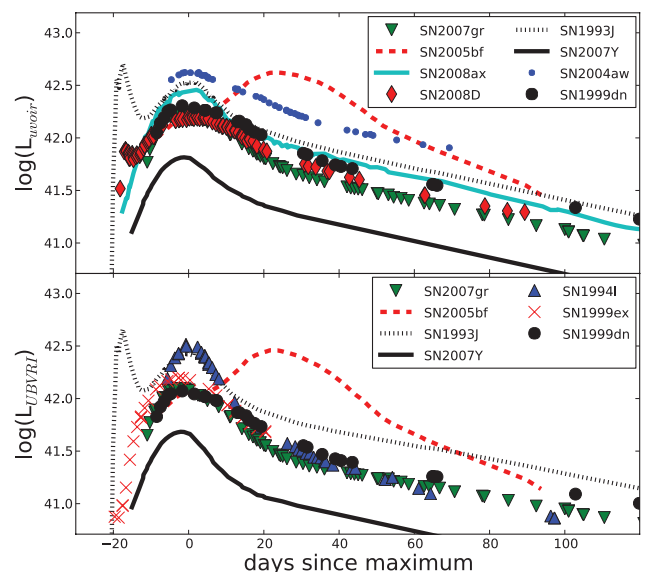 log(L_uvoir)
43.0
42.5
42.0
41.5
41.0
SN2007gr
SN2005bf
SN2008ax
SN2008D
SN1993J
SN2007Y
SN2004aw
SN1999dn
log(L_UBVRI)
43.0
42.5
42.0
41.5
41.0
SN2007gr
SN2005bf
SN1993J
SN2007Y
SN1994I
SN1999ex
SN1999dn
−20 0 20 40 60 80 100
days since maximum